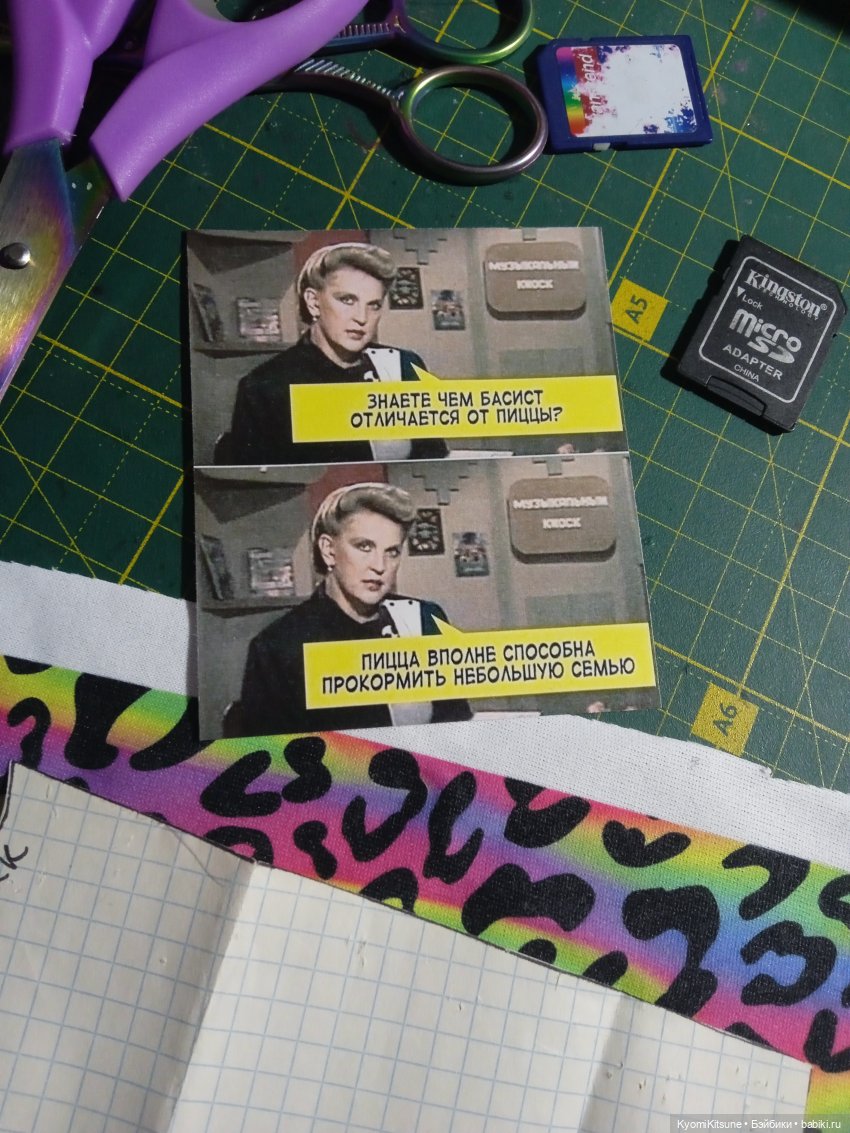 МУЗЫКАЛЬНЫЙ
КИОСК
ЗНАЕТЕ ЧЕМ БАСИСТ
ОТЛИЧАЕТСЯ ОТ ПИЦЦЫ?
МУЗЫКАЛЬНЫЙ
КИОСК
ПИЦЦА ВПОЛНЕ СПОСОБНА
ПРОКОРМИТЬ НЕБОЛЬШУЮ СЕМЬЮ
A5
Kingston
Lock
micro
SD
ADAPTER
CHINA
A6
KyomiKitsune • Бэйбики • babiki.ru